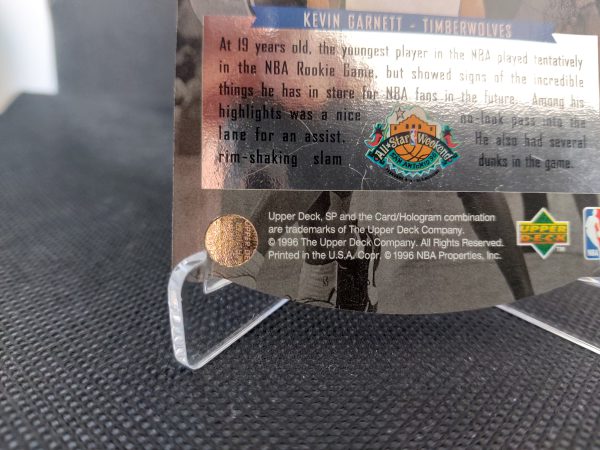 KEVIN GARNETT - TIMBERWOLVES
At 19 years old, the youngest player in the NBA played tentatively
in the NBA Rookie Game, but showed signs of the incredible
things he has in store for NBA fans in the future. Among his
highlights was a nice no-look pass into the
lane for an assist. He also had several
rim-shaking slam dunks in the game.
All-Star Weekend
SAN ANTONIO 96
Upper Deck, SP and the Card/Hologram combination
are trademarks of The Upper Deck Company.
© 1996 The Upper Deck Company. All Rights Reserved.
Printed in the U.S.A. Copr. © 1996 NBA Properties, Inc.
UPPER
DECK
NBA